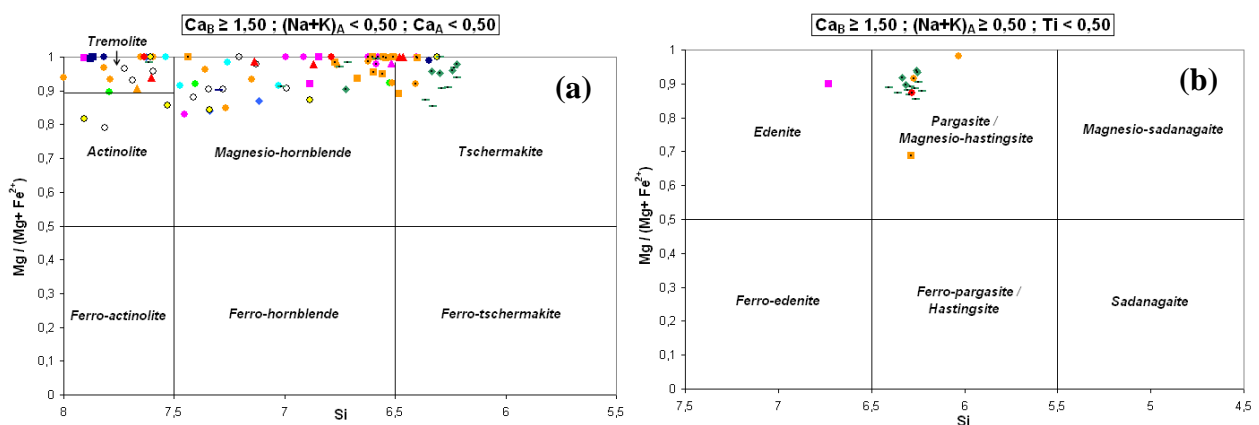 Ca_B ≥ 1,50 ; (Na+K)_A < 0,50 ; Ca_A < 0,50
Tremolite
(a)
Actinolite
Magnesio-hornblende
Tschermakite
Ferro-actinolite
Ferro-hornblende
Ferro-tschermakite
Mg / (Mg+ Fe²⁺)
1
0,9
0,8
0,7
0,6
0,5
0,4
0,3
0,2
0,1
0
8
7,5
7
6,5
6
5,5
Si
Ca_B ≥ 1,50 ; (Na+K)_A ≥ 0,50 ; Ti < 0,50
(b)
Edenite
Pargasite /
Magnesio-hastingsite
Magnesio-sadanagaite
Ferro-edenite
Ferro-pargasite /
Hastingsite
Sadanagaite
Mg / (Mg+ Fe²⁺)
1
0,9
0,8
0,7
0,6
0,5
0,4
0,3
0,2
0,1
0
7,5
6,5
5,5
5
4,5
Si